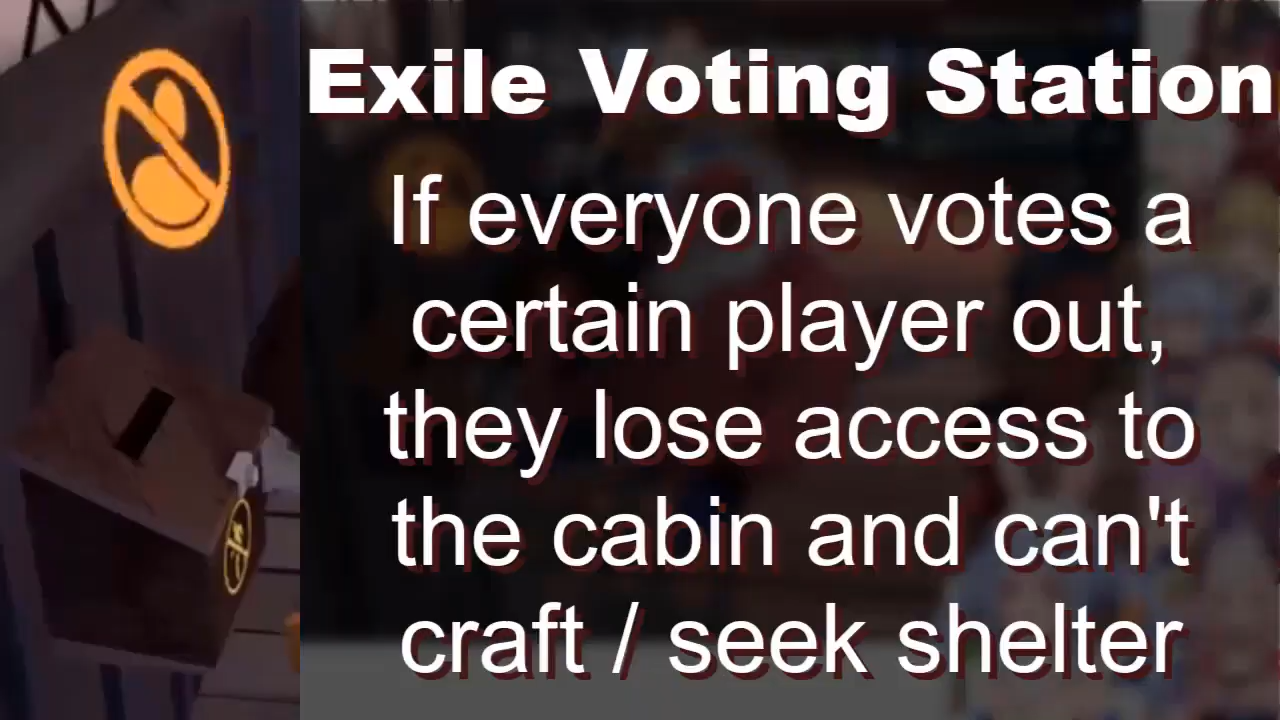 Exile Voting Station
If everyone votes a
certain player out,
they lose access to
the cabin and can't
craft / seek shelter